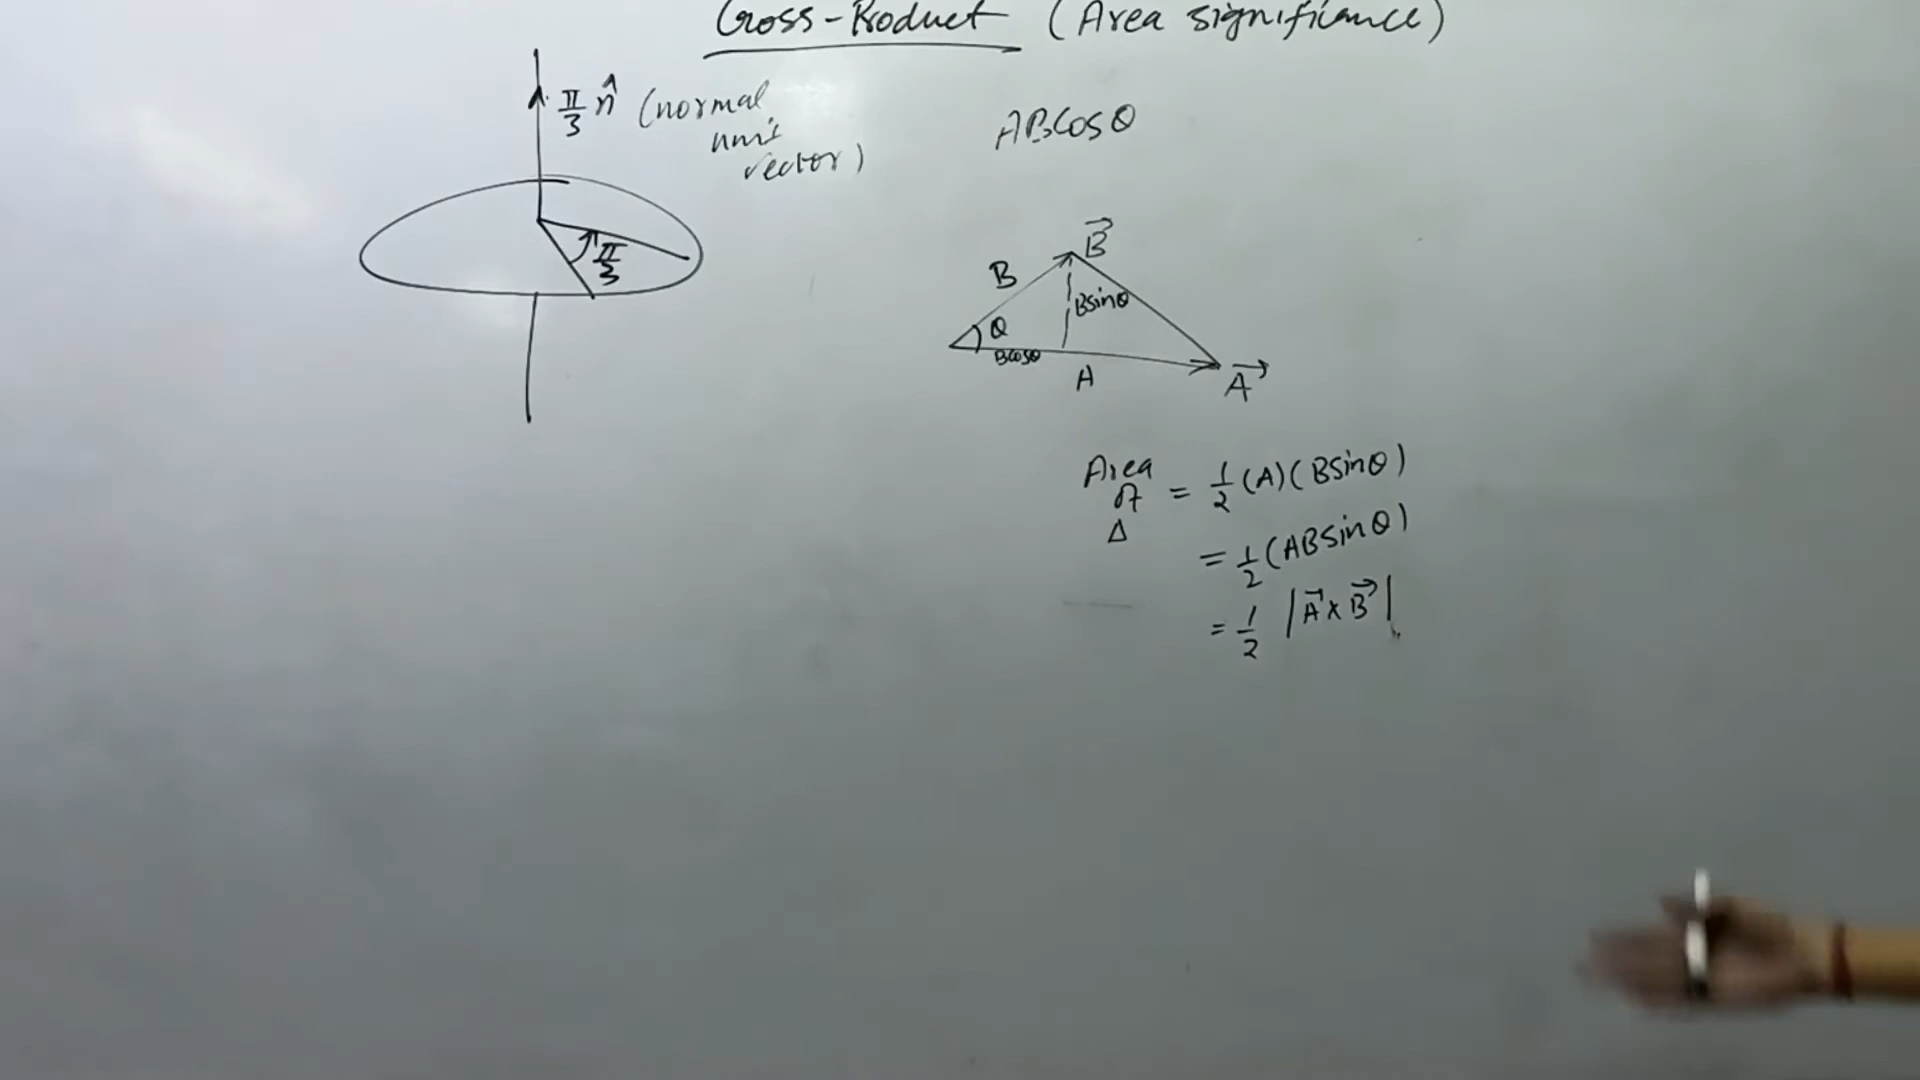 Cross-Product (Area significance)
π/3 n̂ (normal
unit
vector)
π/3
ABcosθ
B⃗
B
Bsinθ
θ
Bcosθ
A
A⃗
Area of Δ = 1/2 (A)(Bsinθ)
= 1/2 (ABsinθ)
= 1/2 |A⃗ x B⃗|